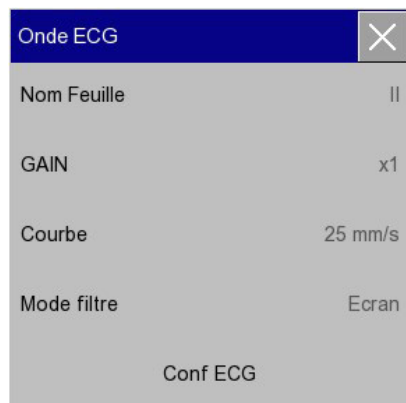 Onde ECG
Nom Feuille II
GAIN x1
Courbe 25 mm/s
Mode filtre Ecran
Conf ECG